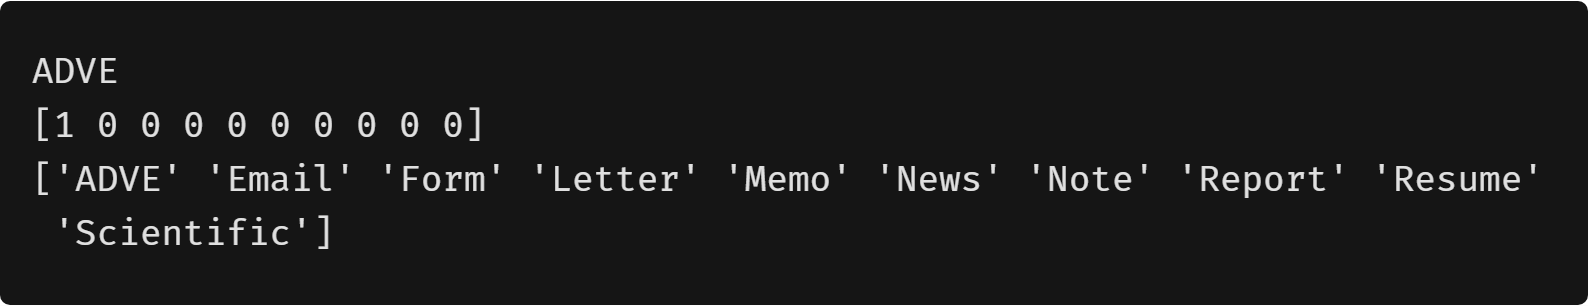 ADVE
[1 0 0 0 0 0 0 0 0 0]
['ADVE' 'Email' 'Form' 'Letter' 'Memo' 'News' 'Note' 'Report' 'Resume'
 'Scientific']